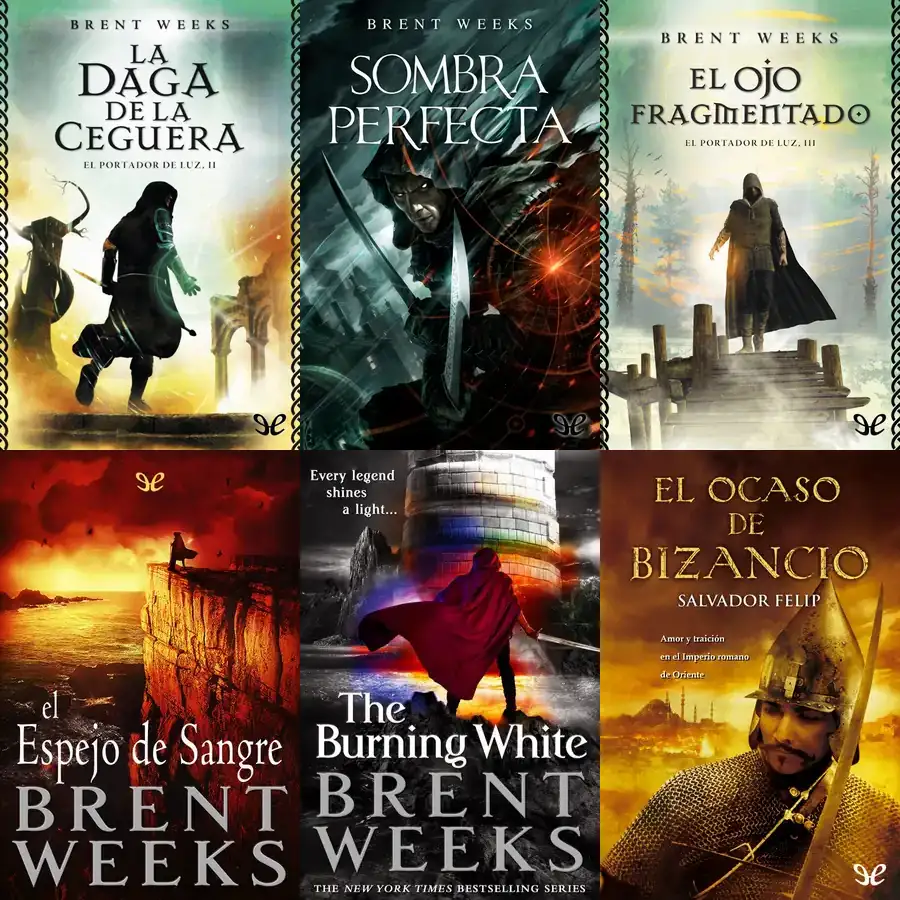 BRENT WEEKS
LA
DAGA
DE LA
CEGUERA
EL PORTADOR DE LUZ, II
BRENT WEEKS
SOMBRA
PERFECTA
BRENT WEEKS
EL OJO
FRAGMENTADO
EL PORTADOR DE LUZ, III
el
Espejo de Sangre
BRENT
WEEKS
Every legend
shines
a light...
The
Burning White
BRENT
WEEKS
THE NEW YORK TIMES BESTSELLING SERIES
EL OCASO
DE
BIZANCIO
SALVADOR FELIP
Amor y traición
en el Imperio romano
de Oriente